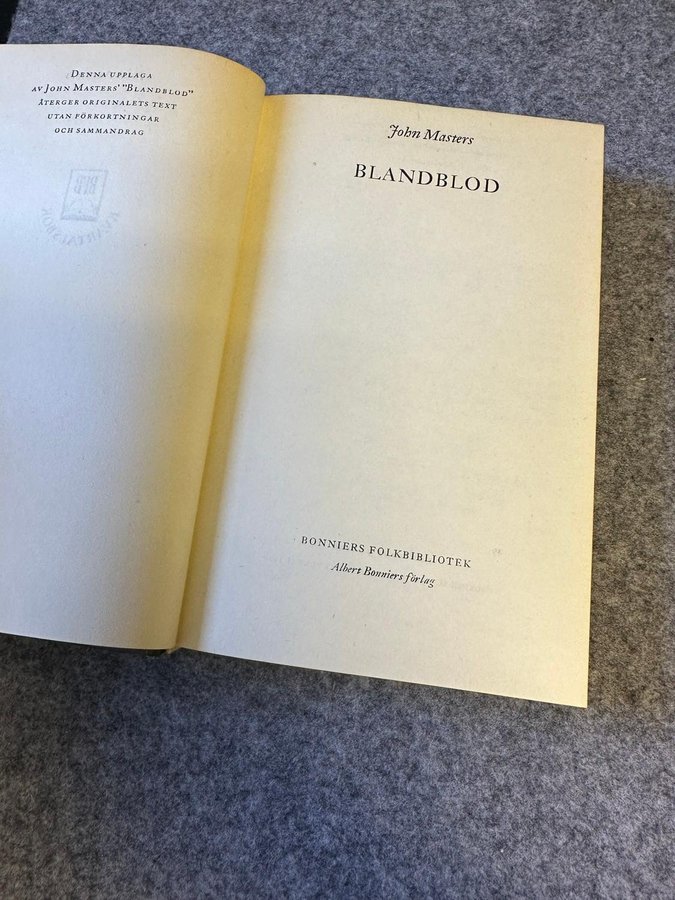 DENNA UPPLAGA
AV JOHN MASTERS' "BLANDBLOD"
ÅTERGER ORIGINALETS TEXT
UTAN FÖRKORTNINGAR
OCH SAMMANDRAG
John Masters
BLANDBLOD
BONNIERS FOLKBIBLIOTEK
Albert Bonniers förlag